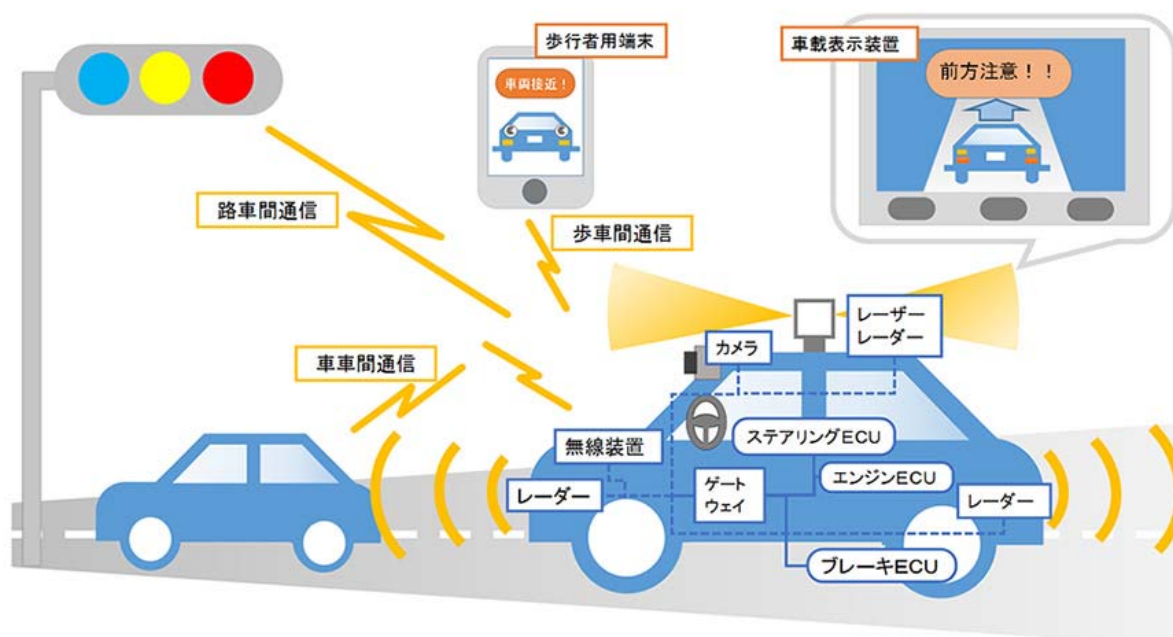 歩行者用端末
車両接近！
車載表示装置
前方注意！！
路車間通信
歩車間通信
車車間通信
カメラ
レーザー
レーダー
無線装置
ステアリングECU
レーダー
ゲート
ウェイ
エンジンECU
レーダー
ブレーキECU